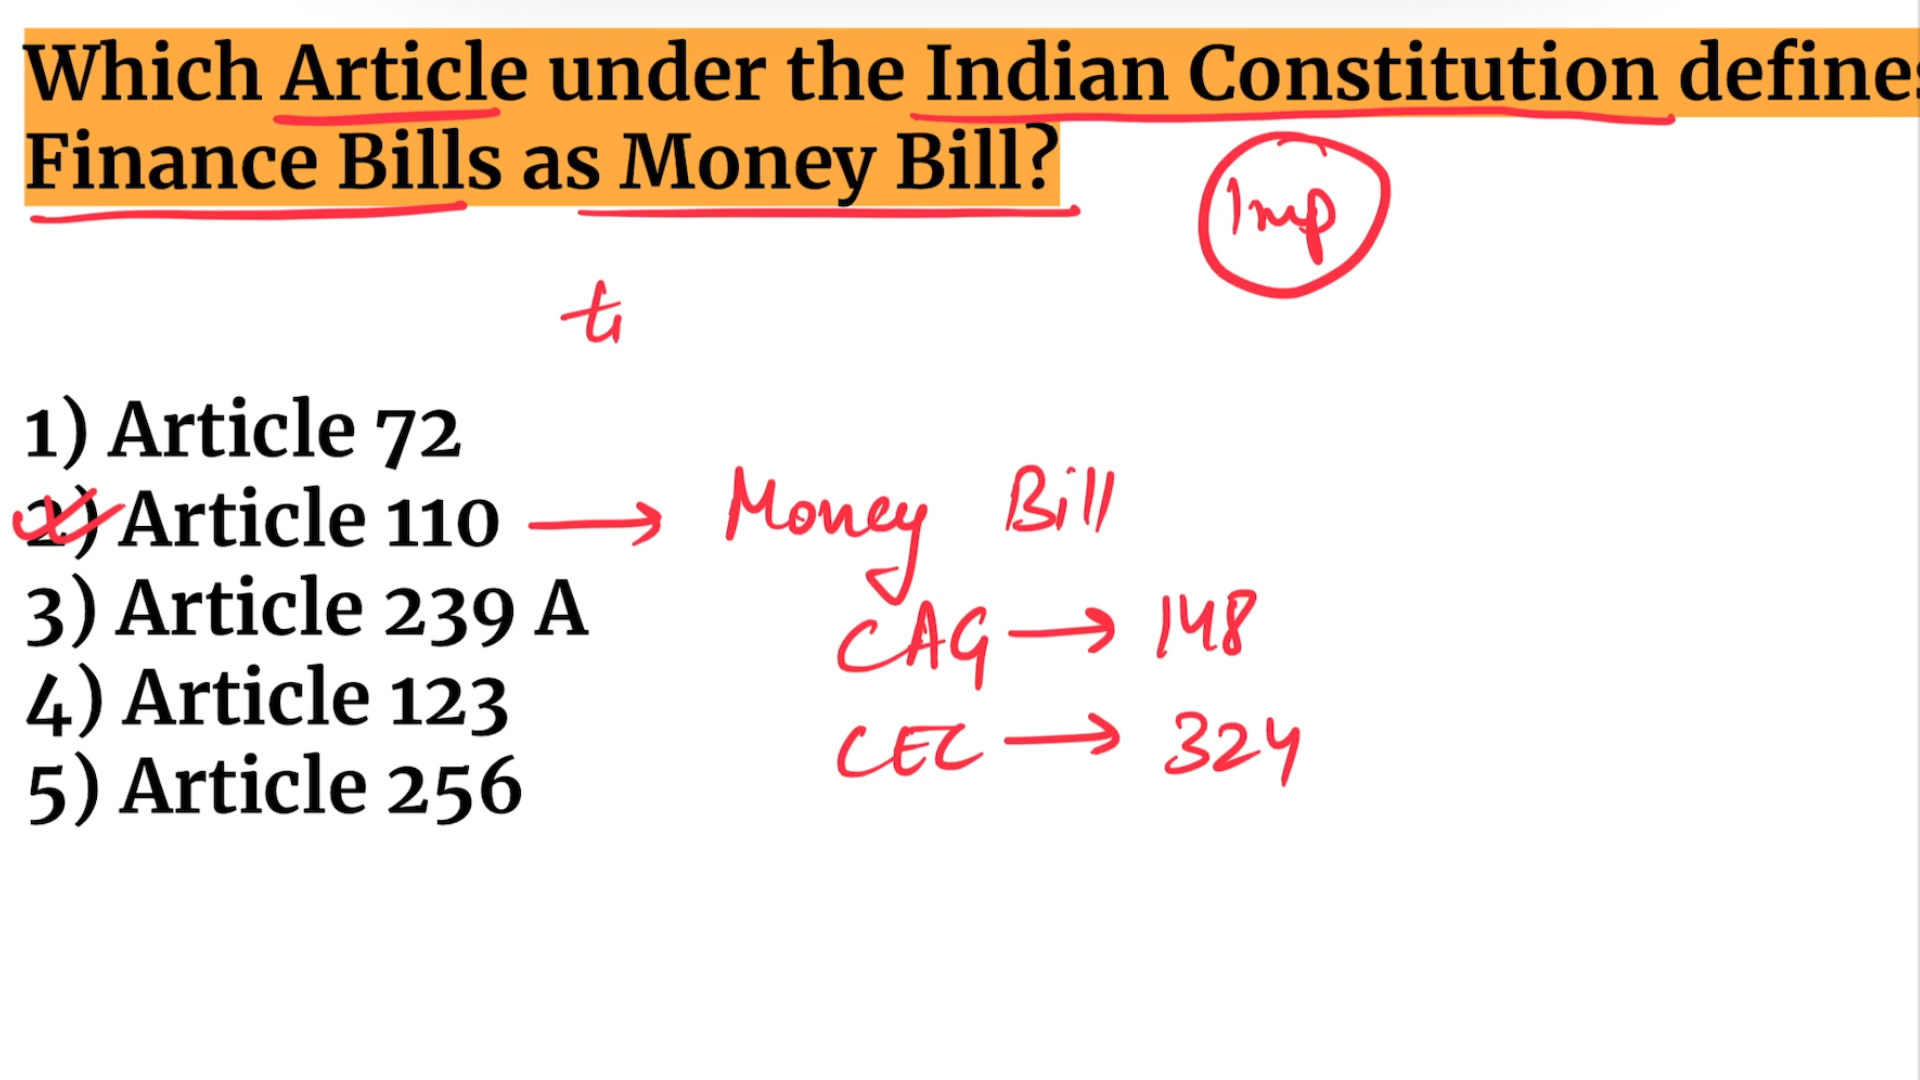 Which Article under the Indian Constitution define
Finance Bills as Money Bill?
Imp
1) Article 72
2) Article 110 → Money Bill
3) Article 239 A
CAG → 148
4) Article 123
CEC → 324
5) Article 256